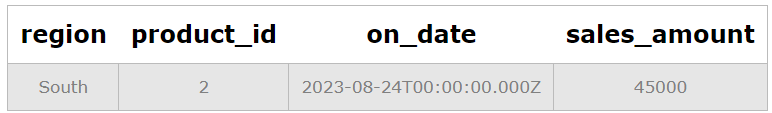 region product_id on_date sales_amount
South 2 2023-08-24T00:00:00.000Z 45000